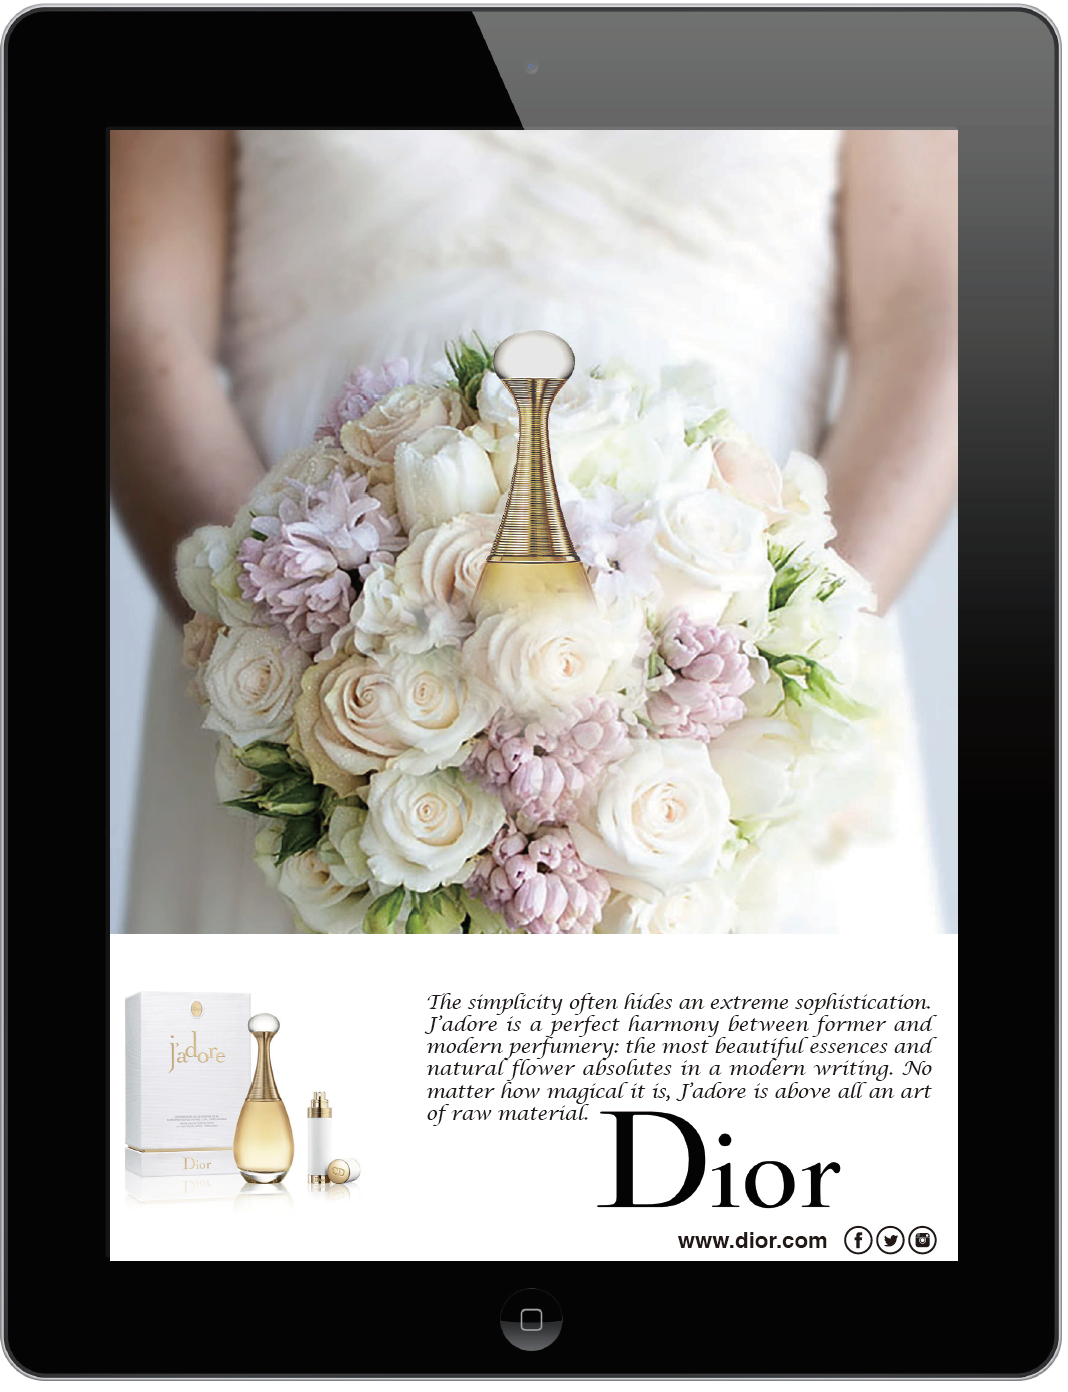 The simplicity often hides an extreme sophistication.
J'adore is a perfect harmony between former and
modern perfumery: the most beautiful essences and
natural flower absolutes in a modern writing. No
matter how magical it is, J'adore is above all an art
of raw material.
j'adore
Dior
CD
Dior
www.dior.com